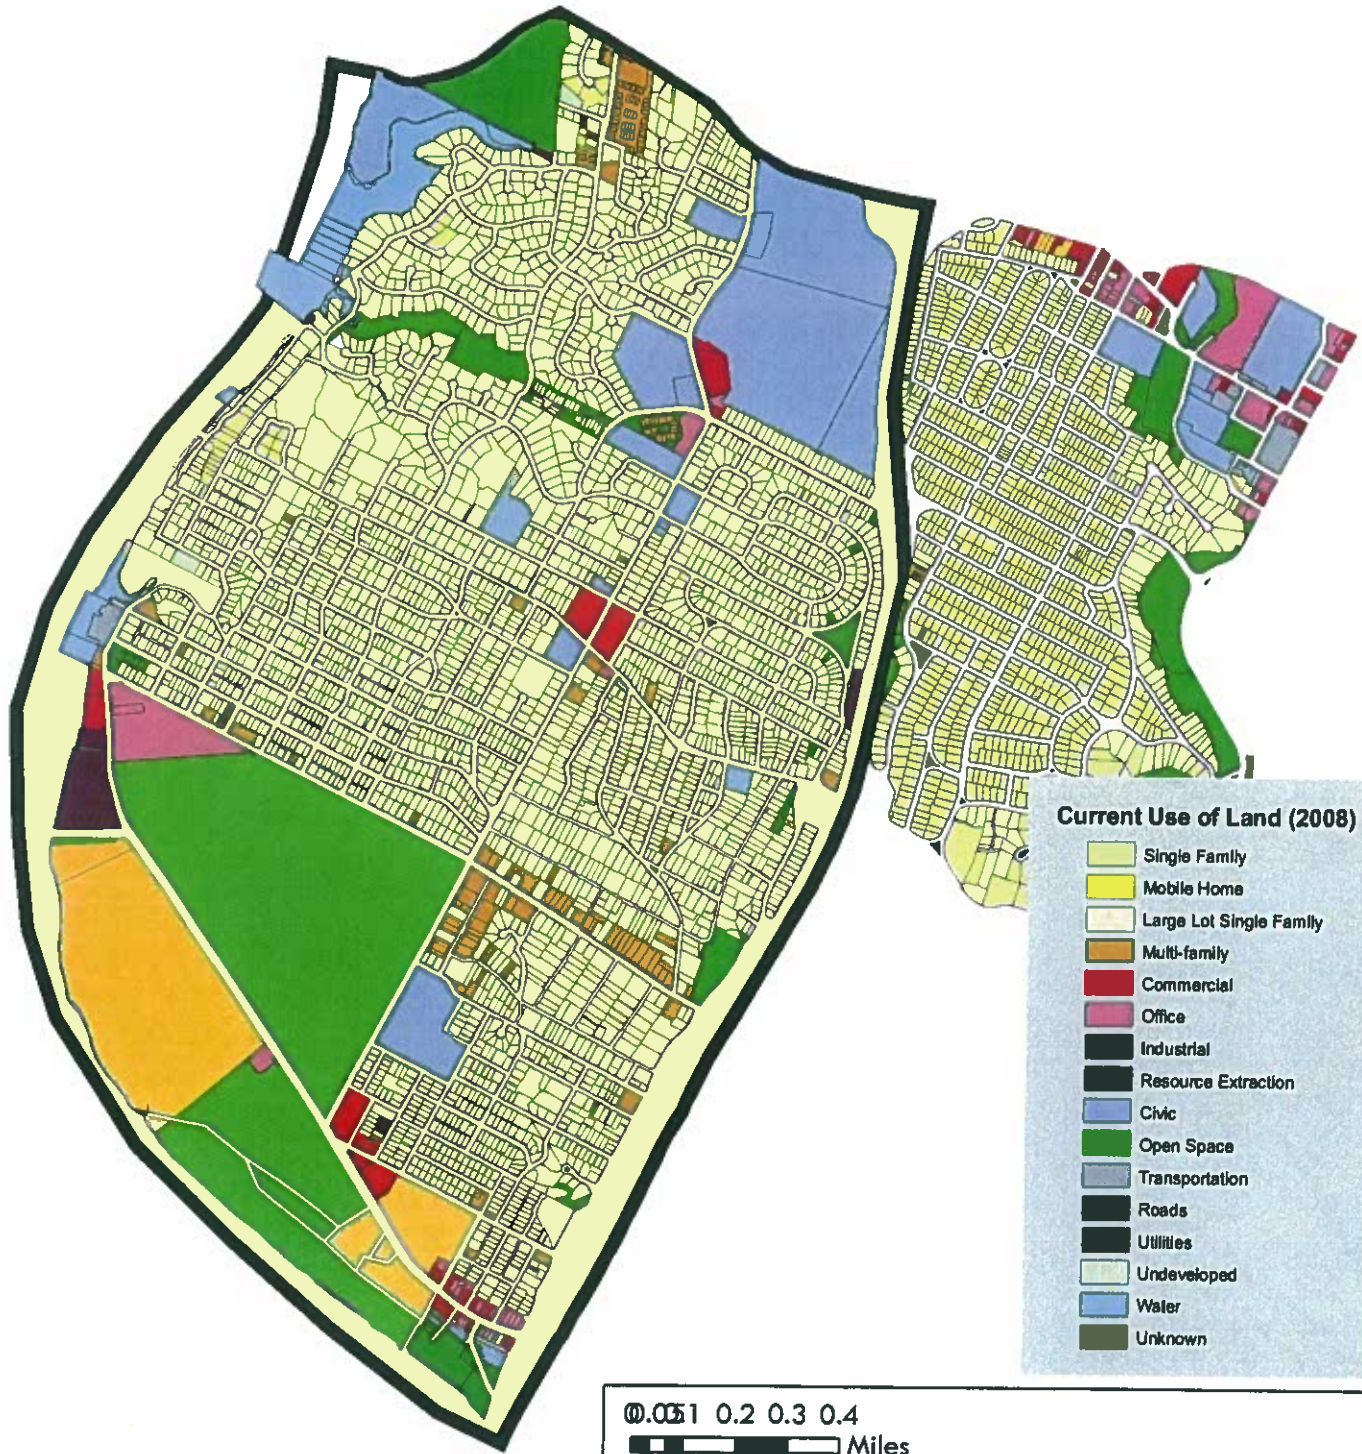 Current Use of Land (2008)
Single Family
Mobile Home
Large Lot Single Family
Multi-family
Commercial
Office
Industrial
Resource Extraction
Civic
Open Space
Transportation
Roads
Utilities
Undeveloped
Water
Unknown
0.2 0.3 0.4
Miles